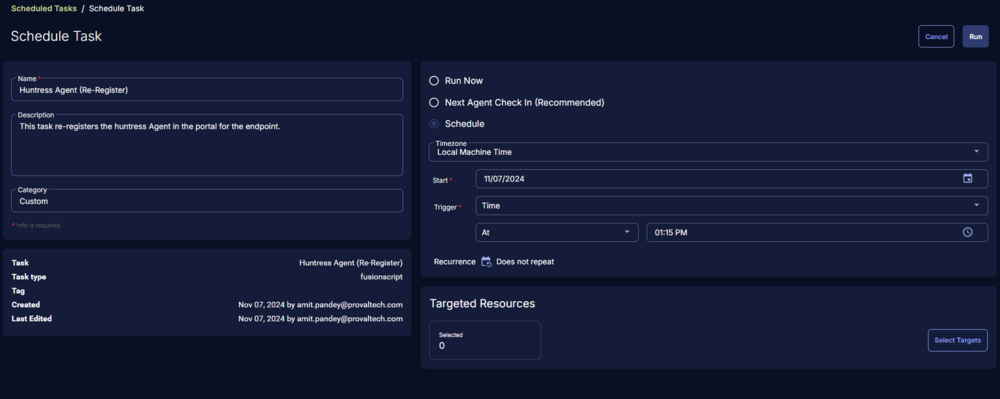 Scheduled Tasks / Schedule Task
Schedule Task
Cancel
Run
Name *
Huntress Agent (Re-Register)
Description
This task re-registers the huntress Agent in the portal for the endpoint.
Category
Custom
* Info is required
Task Huntress Agent (Re-Register)
Task type fusionscript
Tag
Created Nov 07, 2024 by amit.pandey@provaltech.com
Last Edited Nov 07, 2024 by amit.pandey@provaltech.com
Run Now
Next Agent Check In (Recommended)
Schedule
Timezone
Local Machine Time
Start * 11/07/2024
Trigger * Time
At 01:15 PM
Recurrence Does not repeat
Targeted Resources
Selected
0
Select Targets